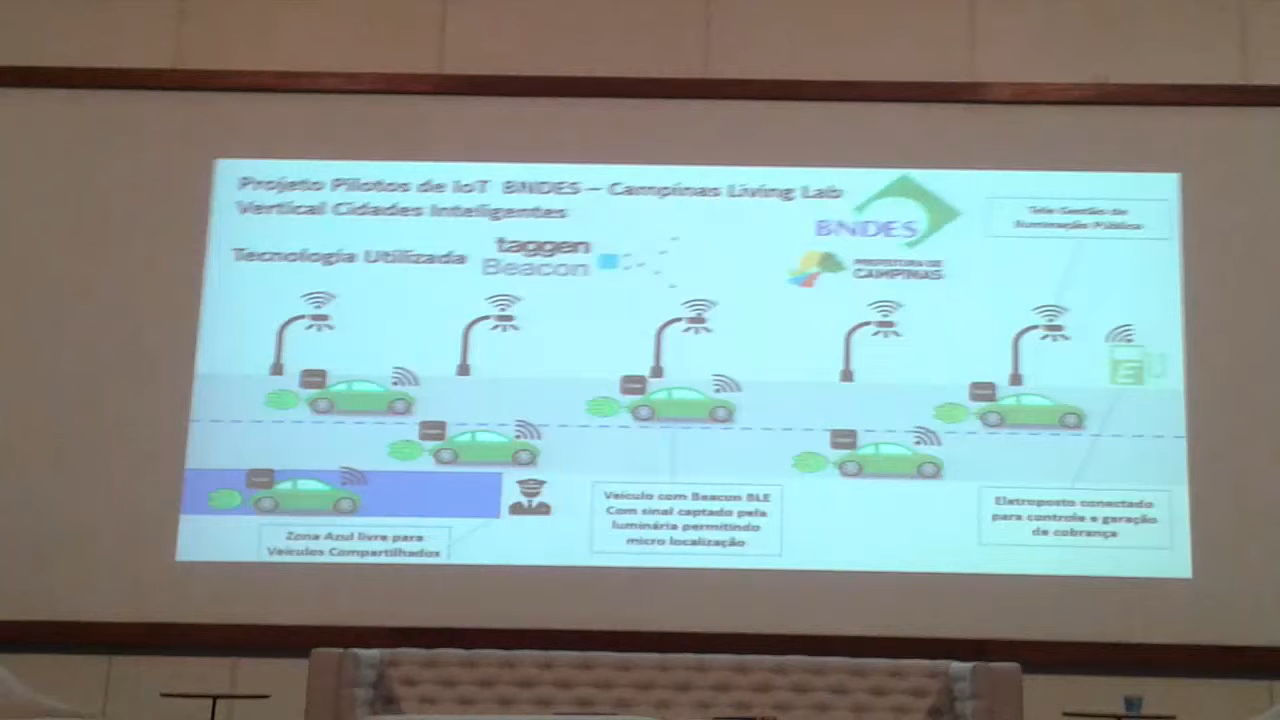 Projeto Pilotos de IoT BNDES – Campinas Living Lab
Vertical Cidades Inteligentes
Tecnologia Utilizada
taggen
Beacon
BNDES
PREFEITURA DE
CAMPINAS
Tele Gestão de
Iluminação Pública
E
Zona Azul livre para
Veículos Compartilhados
Veículo com Beacon BLE
Com sinal captado pela
luminária permitindo
micro localização
Eletroposto conectado
para controle e geração
de cobrança